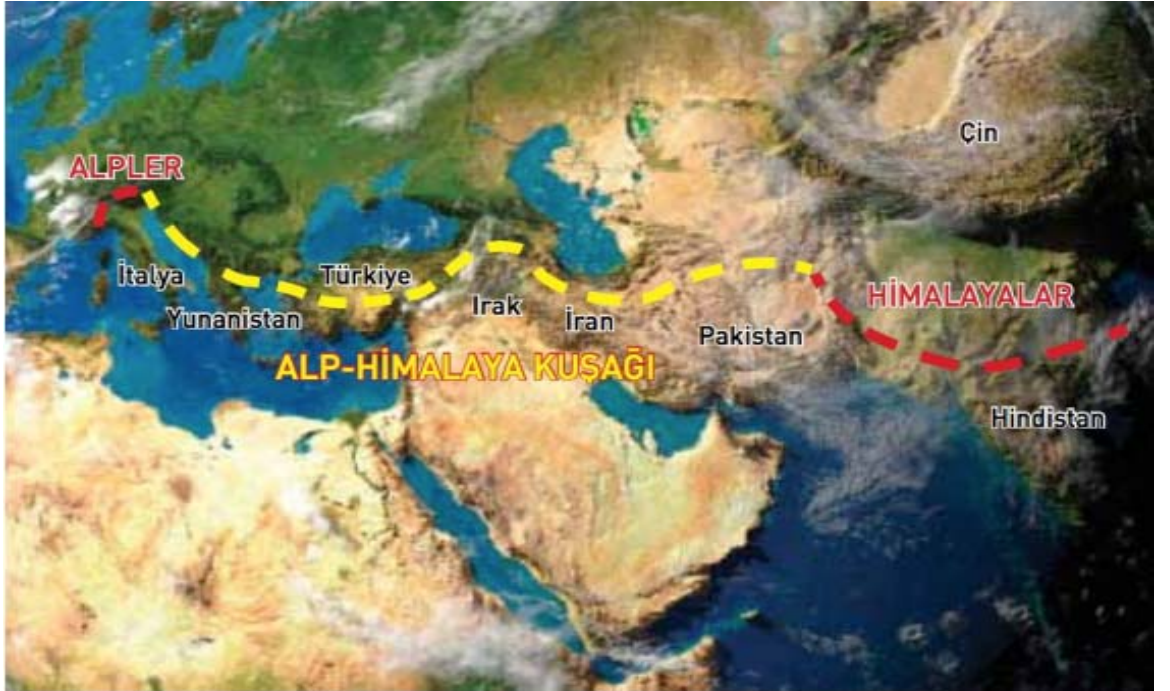 Çin
ALPLER
İtalya
Türkiye
HİMALAYALAR
Irak
Yunanistan
İran
Pakistan
ALP-HİMALAYA KUŞAĞI
Hindistan